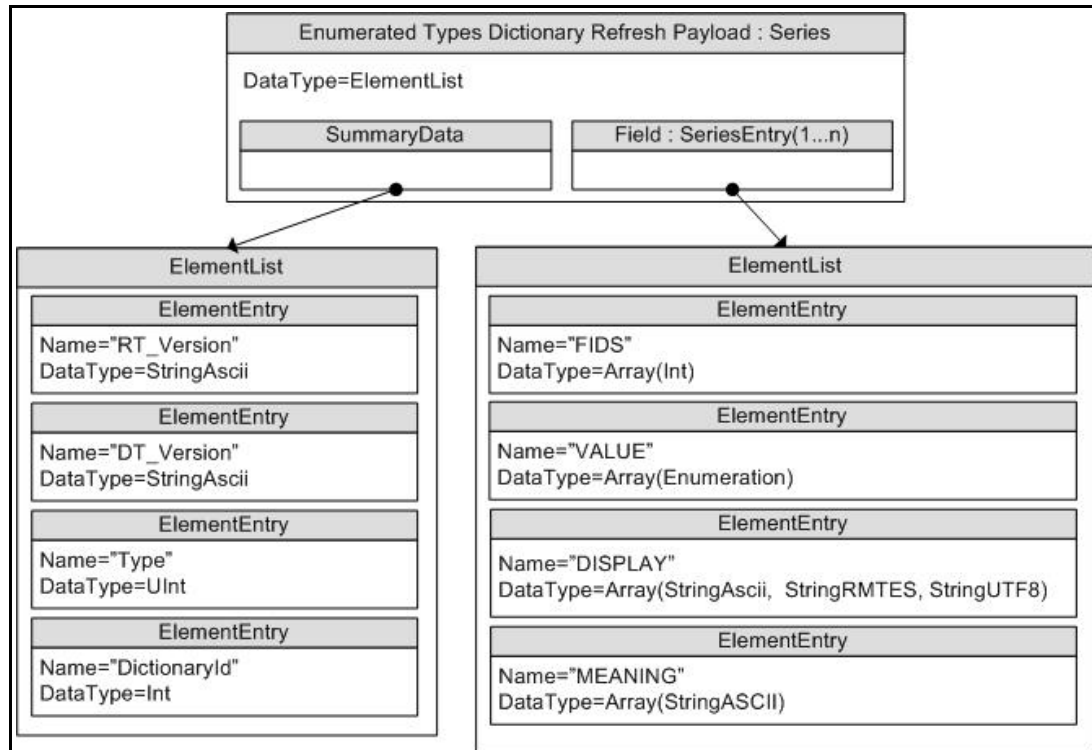 Enumerated Types Dictionary Refresh Payload : Series
DataType=ElementList
SummaryData
Field : SeriesEntry(1...n)
ElementList
ElementEntry
Name="RT_Version"
DataType=StringAscii
ElementEntry
Name="DT_Version"
DataType=StringAscii
ElementEntry
Name="Type"
DataType=UInt
ElementEntry
Name="DictionaryId"
DataType=Int
ElementList
ElementEntry
Name="FIDS"
DataType=Array(Int)
ElementEntry
Name="VALUE"
DataType=Array(Enumeration)
ElementEntry
Name="DISPLAY"
DataType=Array(StringAscii, StringRMTES, StringUTF8)
ElementEntry
Name="MEANING"
DataType=Array(StringASCII)